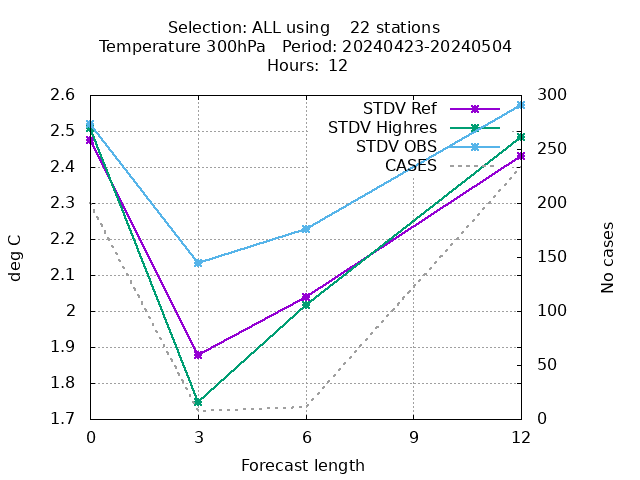 Selection: ALL using    22 stations
Temperature 300hPa   Period: 20240423-20240504
Hours:  12
2.6
2.5
2.4
2.3
2.2
2.1
2
1.9
1.8
1.7
deg C
STDV Ref
STDV Highres
STDV OBS
CASES
300
250
200
150
100
50
0
No cases
0 3 6 9 12
Forecast length